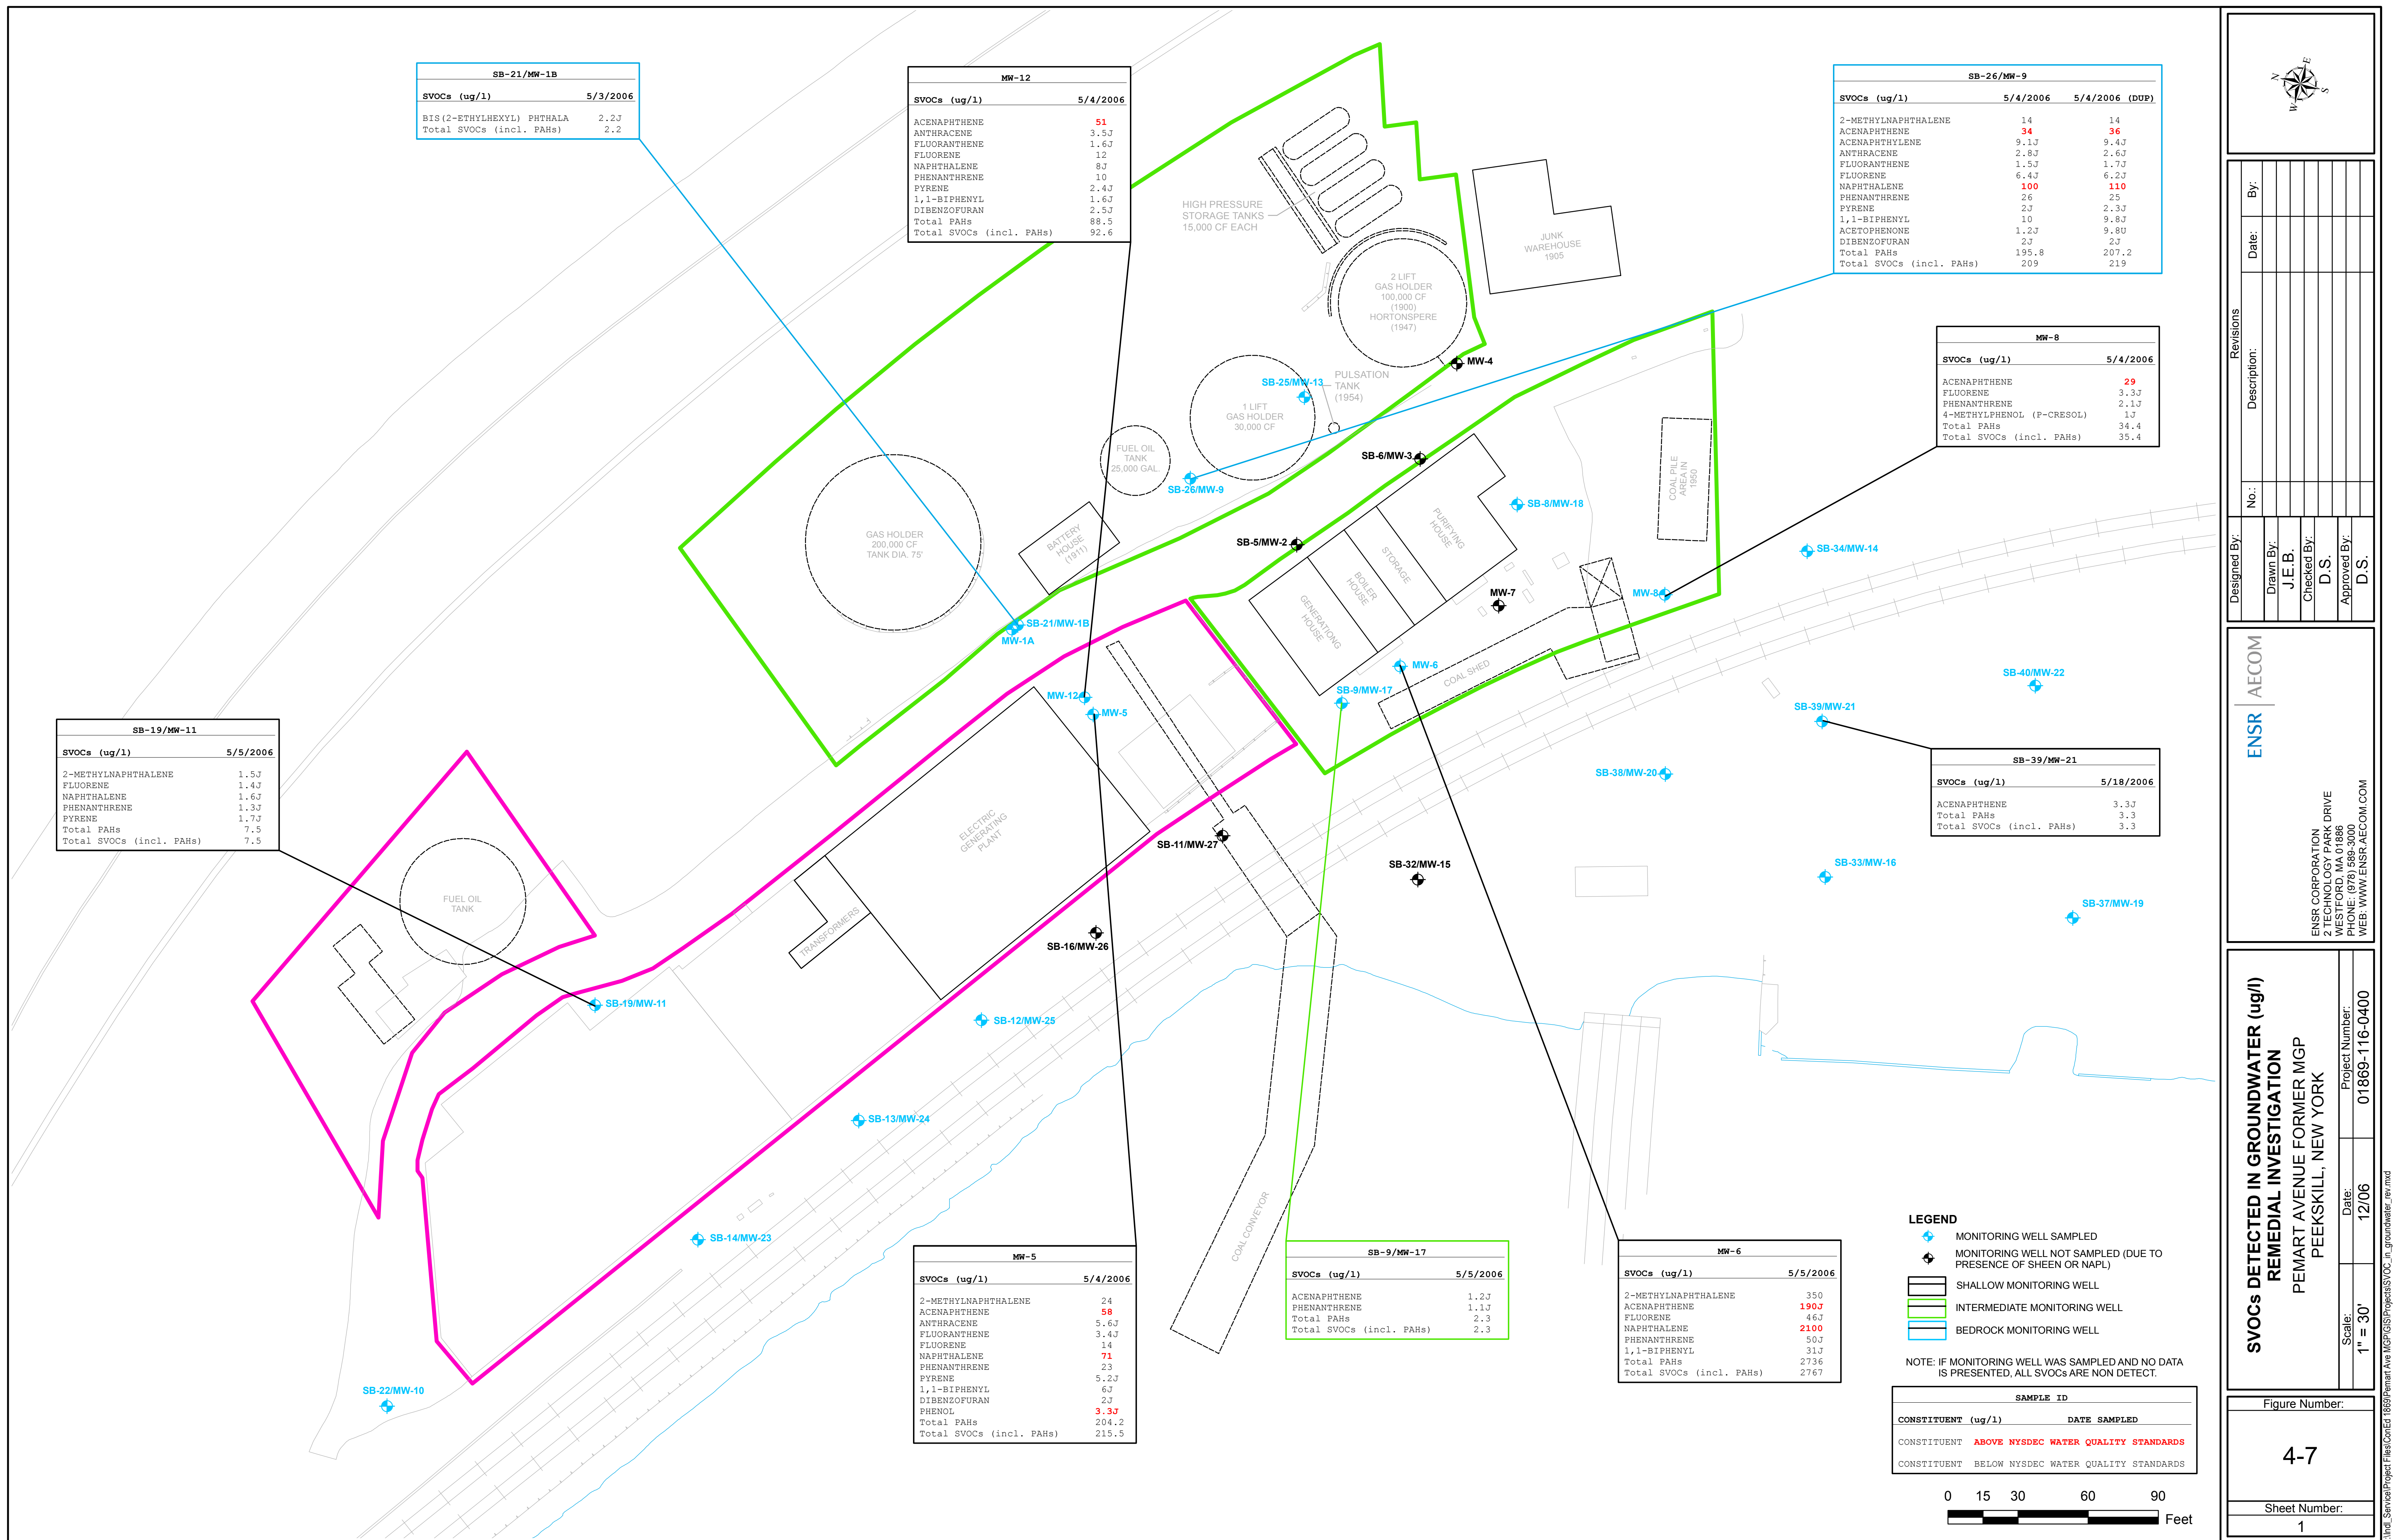 SB-21/MW-1B
SVOCs (ug/l) 5/3/2006
BIS(2-ETHYLHEXYL) PHTHALA 2.2J
Total SVOCs (incl. PAHs) 2.2
MW-12
SVOCs (ug/l) 5/4/2006
ACENAPHTHENE 51
ANTHRACENE 3.5J
FLUORANTHENE 1.6J
FLUORENE 12
NAPHTHALENE 8J
PHENANTHRENE 10
PYRENE 2.4J
1,1-BIPHENYL 1.6J
DIBENZOFURAN 2.5J
Total PAHs 88.5
Total SVOCs (incl. PAHs) 92.6
SB-26/MW-9
SVOCs (ug/l) 5/4/2006 5/4/2006 (DUP)
2-METHYLNAPHTHALENE 14 14
ACENAPHTHENE 34 36
ACENAPHTHYLENE 9.1J 9.4J
ANTHRACENE 2.8J 2.6J
FLUORANTHENE 1.5J 1.7J
FLUORENE 6.4J 6.2J
NAPHTHALENE 100 110
PHENANTHRENE 26 25
PYRENE 2J 2.3J
1,1-BIPHENYL 10 9.8J
ACETOPHENONE 1.2J 9.8U
DIBENZOFURAN 2J 2J
Total PAHs 195.8 207.2
Total SVOCs (incl. PAHs) 209 219
MW-8
SVOCs (ug/l) 5/4/2006
ACENAPHTHENE 29
FLUORENE 3.3J
PHENANTHRENE 2.1J
4-METHYLPHENOL (P-CRESOL) 1J
Total PAHs 34.4
Total SVOCs (incl. PAHs) 35.4
HIGH PRESSURE
STORAGE TANKS
15,000 CF EACH
JUNK
WAREHOUSE
1905
2 LIFT
GAS HOLDER
100,000 CF
(1900)
HORTONSPERE
(1947)
MW-4
PULSATION
TANK
(1954)
SB-25/MW-13
1 LIFT
GAS HOLDER
30,000 CF
FUEL OIL
TANK
25,000 GAL.
SB-6/MW-3
SB-26/MW-9
COAL PILE
AREA IN
1950
SB-8/MW-18
PURIFYING
HOUSE
GAS HOLDER
200,000 CF
TANK DIA. 75'
BATTERY
HOUSE
(1911)
SB-5/MW-2
STORAGE
BOILER
HOUSE
GENERATIONG
HOUSE
SB-34/MW-14
MW-7
MW-8
SB-21/MW-1B
MW-1A
MW-6
COAL SHED
SB-9/MW-17
SB-40/MW-22
MW-12
MW-5
SB-39/MW-21
SB-38/MW-20
SB-19/MW-11
SVOCs (ug/l) 5/5/2006
2-METHYLNAPHTHALENE 1.5J
FLUORENE 1.4J
NAPHTHALENE 1.6J
PHENANTHRENE 1.3J
PYRENE 1.7J
Total PAHs 7.5
Total SVOCs (incl. PAHs) 7.5
SB-39/MW-21
SVOCs (ug/l) 5/18/2006
ACENAPHTHENE 3.3J
Total PAHs 3.3
Total SVOCs (incl. PAHs) 3.3
ELECTRIC
GENERATING
PLANT
SB-11/MW-27
SB-32/MW-15
SB-33/MW-16
SB-37/MW-19
FUEL OIL
TANK
TRANSFORMERS
SB-16/MW-26
SB-19/MW-11
SB-12/MW-25
SB-13/MW-24
SB-14/MW-23
COAL CONVEYOR
SB-22/MW-10
MW-5
SVOCs (ug/l) 5/4/2006
2-METHYLNAPHTHALENE 24
ACENAPHTHENE 58
ANTHRACENE 5.6J
FLUORANTHENE 3.4J
FLUORENE 14
NAPHTHALENE 71
PHENANTHRENE 23
PYRENE 5.2J
1,1-BIPHENYL 6J
DIBENZOFURAN 2J
PHENOL 3.3J
Total PAHs 204.2
Total SVOCs (incl. PAHs) 215.5
SB-9/MW-17
SVOCs (ug/l) 5/5/2006
ACENAPHTHENE 1.2J
PHENANTHRENE 1.1J
Total PAHs 2.3
Total SVOCs (incl. PAHs) 2.3
MW-6
SVOCs (ug/l) 5/5/2006
2-METHYLNAPHTHALENE 350
ACENAPHTHENE 190J
FLUORENE 46J
NAPHTHALENE 2100
PHENANTHRENE 50J
1,1-BIPHENYL 31J
Total PAHs 2736
Total SVOCs (incl. PAHs) 2767
LEGEND
MONITORING WELL SAMPLED
MONITORING WELL NOT SAMPLED (DUE TO
PRESENCE OF SHEEN OR NAPL)
SHALLOW MONITORING WELL
INTERMEDIATE MONITORING WELL
BEDROCK MONITORING WELL
NOTE: IF MONITORING WELL WAS SAMPLED AND NO DATA
IS PRESENTED, ALL SVOCs ARE NON DETECT.
SAMPLE ID
CONSTITUENT (ug/l) DATE SAMPLED
CONSTITUENT ABOVE NYSDEC WATER QUALITY STANDARDS
CONSTITUENT BELOW NYSDEC WATER QUALITY STANDARDS
0 15 30 60 90
Feet
N
E
W
S
Revisions
No.: Description: Date: By:
Designed By:
Drawn By:
J.E.B.
Checked By:
D.S.
Approved By:
D.S.
ENSR AECOM
ENSR CORPORATION
2 TECHNOLOGY PARK DRIVE
WESTFORD, MA 01886
PHONE: (978) 589-3000
WEB: WWW.ENSR.AECOM.COM
SVOCs DETECTED IN GROUNDWATER (ug/l)
REMEDIAL INVESTIGATION
PEMART AVENUE FORMER MGP
PEEKSKILL, NEW YORK
Scale:
1" = 30'
Date:
12/06
Project Number:
01869-116-0400
Figure Number:
4-7
Sheet Number:
1
\Indl_Service\Project Files\ConEd 1869\Pemart Ave MGP\GIS\Projects\SVOC_in_groundwater_rev.mxd